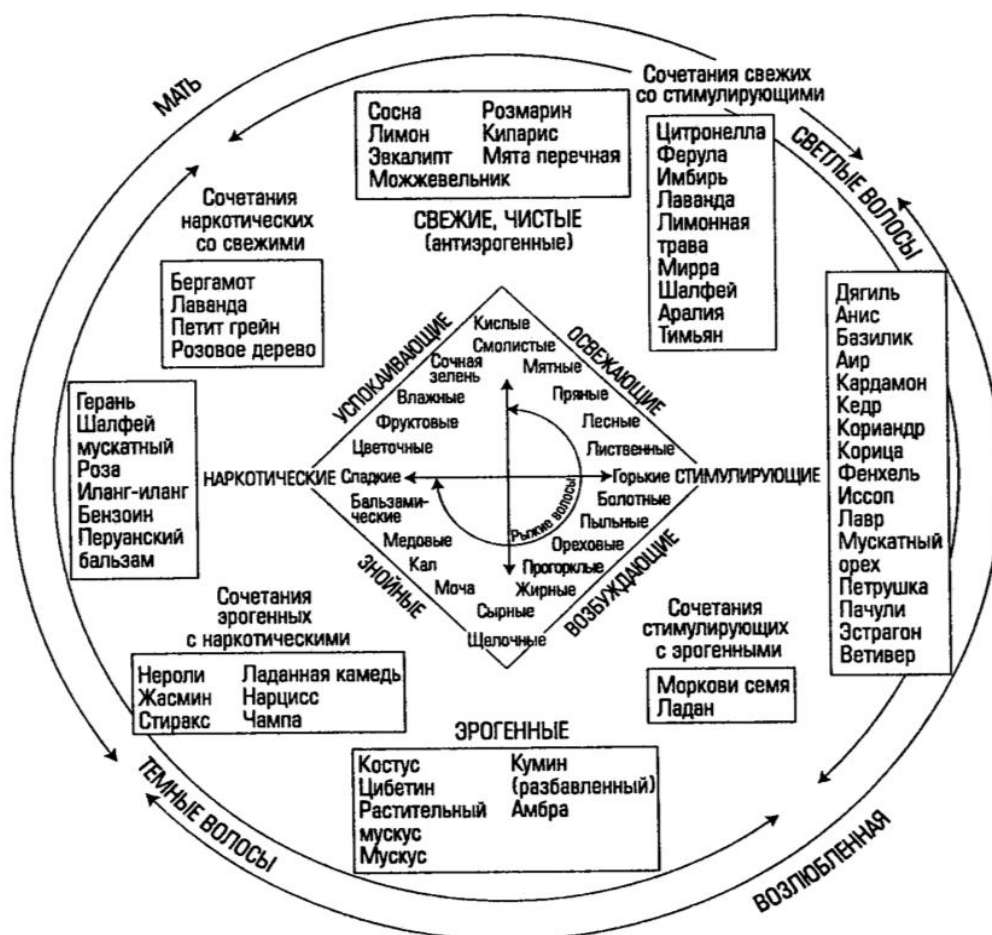 МАТЬ
Сочетания свежих
со стимулирующими
СВЕТЛЫЕ ВОЛОСЫ
Сосна
Лимон
Эвкалипт
Можжевельник
Розмарин
Кипарис
Мята перечная
СВЕЖИЕ, ЧИСТЫЕ
(антиэрогенные)
Цитронелла
Ферула
Имбирь
Лаванда
Лимонная
трава
Мирра
Шалфей
Аралия
Тимьян
Сочетания
наркотических
со свежими
Бергамот
Лаванда
Петит грейн
Розовое дерево
Герань
Шалфей
мускатный
Роза
Иланг-иланг
Бензоин
Перуанский
бальзам
Дягиль
Анис
Базилик
Аир
Кардамон
Кедр
Кориандр
Корица
Фенхель
Иссоп
Лавр
Мускатный
орех
Петрушка
Пачули
Эстрагон
Ветивер
УСПОКАИВАЮЩИЕ
ОСВЕЖАЮЩИЕ
НАРКОТИЧЕСКИЕ
СТИМУЛИРУЮЩИЕ
ЗНОЙНЫЕ
ВОЗБУЖДАЮЩИЕ
Кислые
Смолистые
Сочная
зелень
Мятные
Влажные
Пряные
Фруктовые
Лесные
Цветочные
Лиственные
Сладкие
Горькие
Бальзами-
ческие
Болотные
Пыльные
Рыжие волосы
Медовые
Ореховые
Кал
Прогорклые
Моча
Жирные
Сырные
Щелочные
Сочетания
эрогенных
с наркотическими
Нероли
Жасмин
Стиракс
Ладанная камедь
Нарцисс
Чампа
Сочетания
стимулирующих
с эрогенными
Моркови семя
Ладан
ЭРОГЕННЫЕ
Костус
Цибетин
Растительный
мускус
Мускус
Кумин
(разбавленный)
Амбра
ТЕМНЫЕ ВОЛОСЫ
ВОЗЛЮБЛЕННАЯ